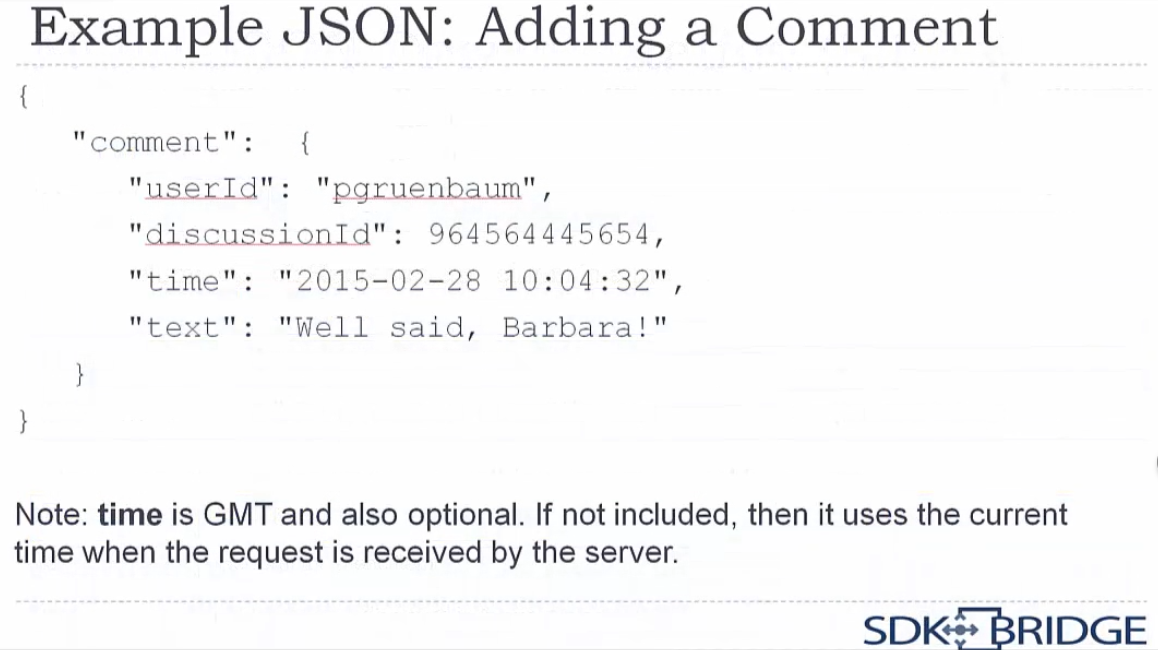 Example JSON: Adding a Comment
{
"comment": {
"userId": "pgruenbaum",
"discussionId": 964564445654,
"time": "2015-02-28 10:04:32",
"text": "Well said, Barbara!"
}
}
Note: time is GMT and also optional. If not included, then it uses the current
time when the request is received by the server.
SDK BRIDGE